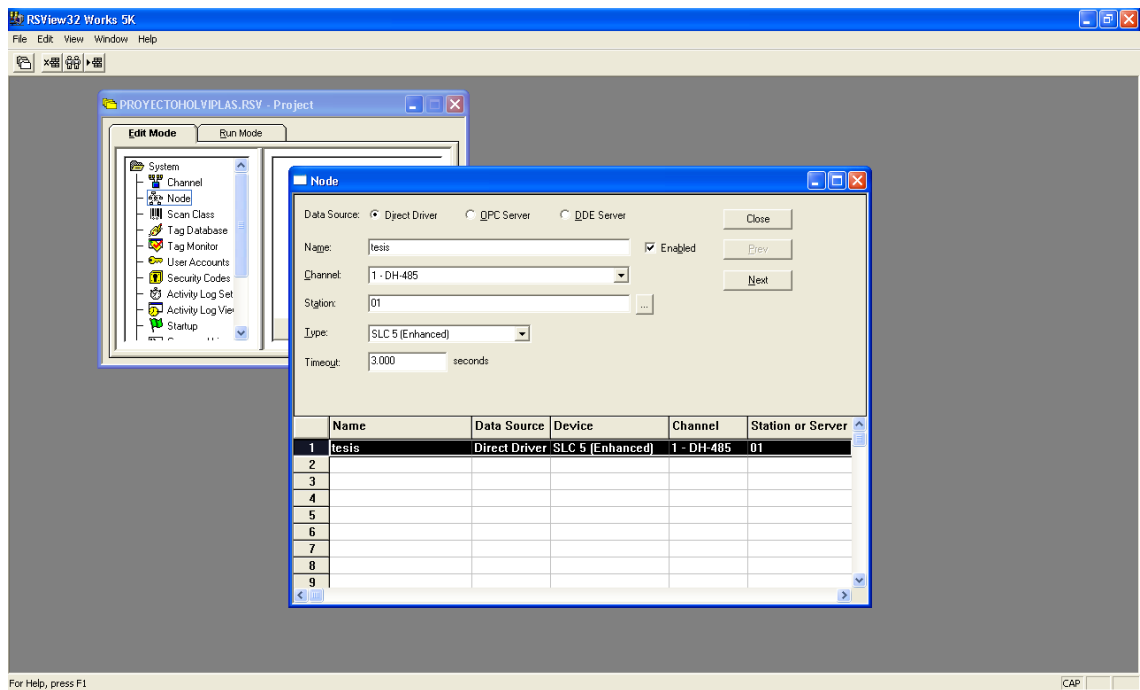 RSView32 Works 5K
File Edit View Window Help
PROYECTOHOLVIPLAS.RSV - Project
Edit Mode Run Mode
System
Channel
Node
Scan Class
Tag Database
Tag Monitor
User Accounts
Security Codes
Activity Log Set
Activity Log Vie
Startup
Node
Data Source: Direct Driver OPC Server DDE Server Close
Name: tesis Enabled Prev
Channel: 1 - DH-485 Next
Station: 01 ...
Type: SLC 5 (Enhanced)
Timeout: 3.000 seconds
Name Data Source Device Channel Station or Server
1 tesis Direct Driver SLC 5 (Enhanced) 1 - DH-485 01
2
3
4
5
6
7
8
9
For Help, press F1 CAP